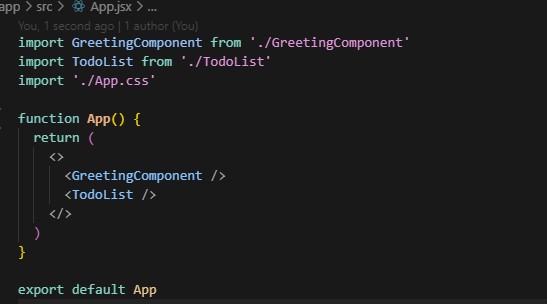 app > src > App.jsx > ...
You, 1 second ago | 1 author (You)
import GreetingComponent from './GreetingComponent'
import TodoList from './TodoList'
import './App.css'
function App() {
return (
<>
<GreetingComponent />
<TodoList />
</>
)
}
export default App